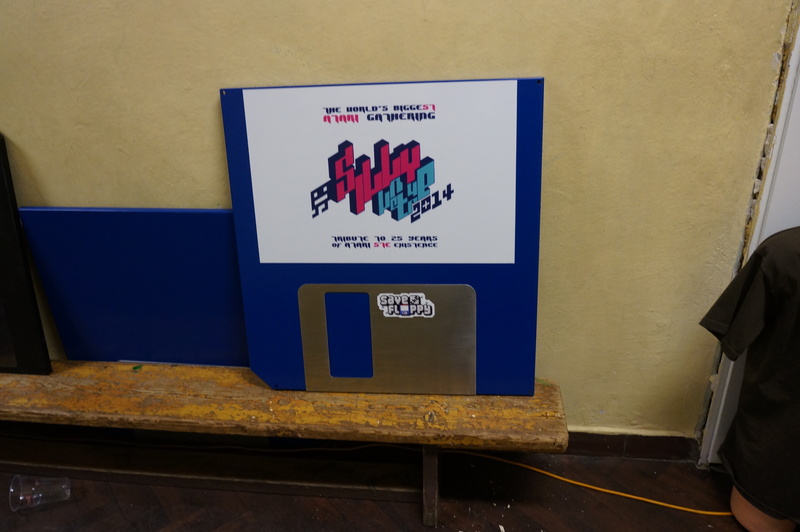 THE WORLD'S BIGGEST
ATARI GATHERING
THE
SILLY
VENTURE
2014
TRIBUTE TO 25 YEARS
OF ATARI STE EXISTENCE
Save
FLOPPY